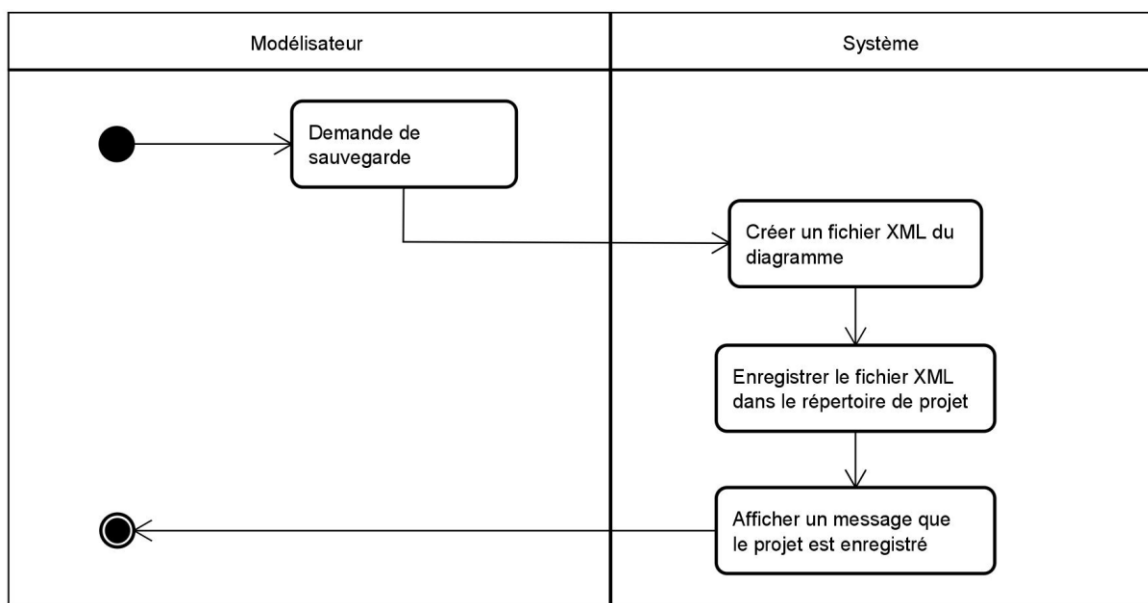 Modélisateur
Système
Demande de
sauvegarde
Créer un fichier XML du
diagramme
Enregistrer le fichier XML
dans le répertoire de projet
Afficher un message que
le projet est enregistré